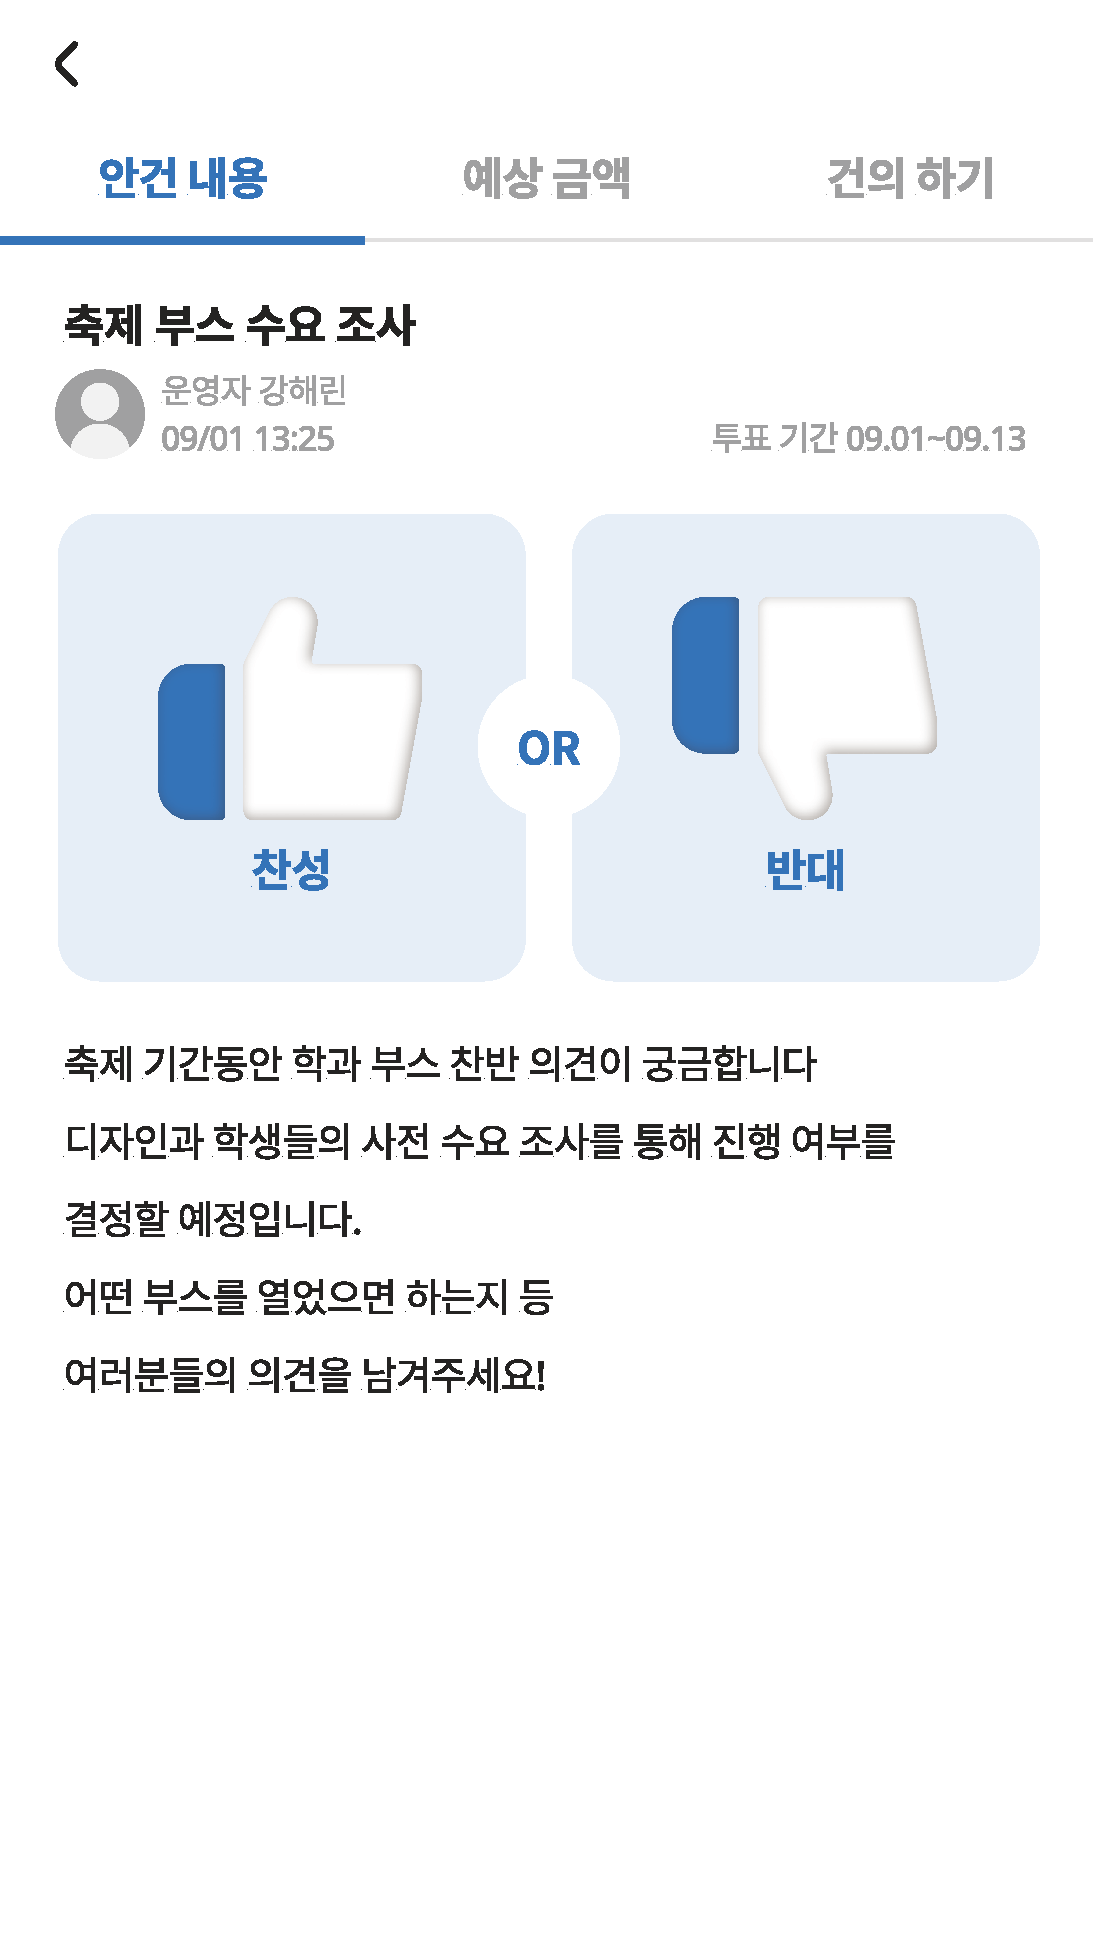 안건 내용 예상 금액 건의 하기
축제 부스 수요 조사
운영자 강해린
09/01 13:25 투표 기간 09.01~09.13
OR
찬성 반대
축제 기간동안 학과 부스 찬반 의견이 궁금합니다
디자인과 학생들의 사전 수요 조사를 통해 진행 여부를
결정할 예정입니다.
어떤 부스를 열었으면 하는지 등
여러분들의 의견을 남겨주세요!